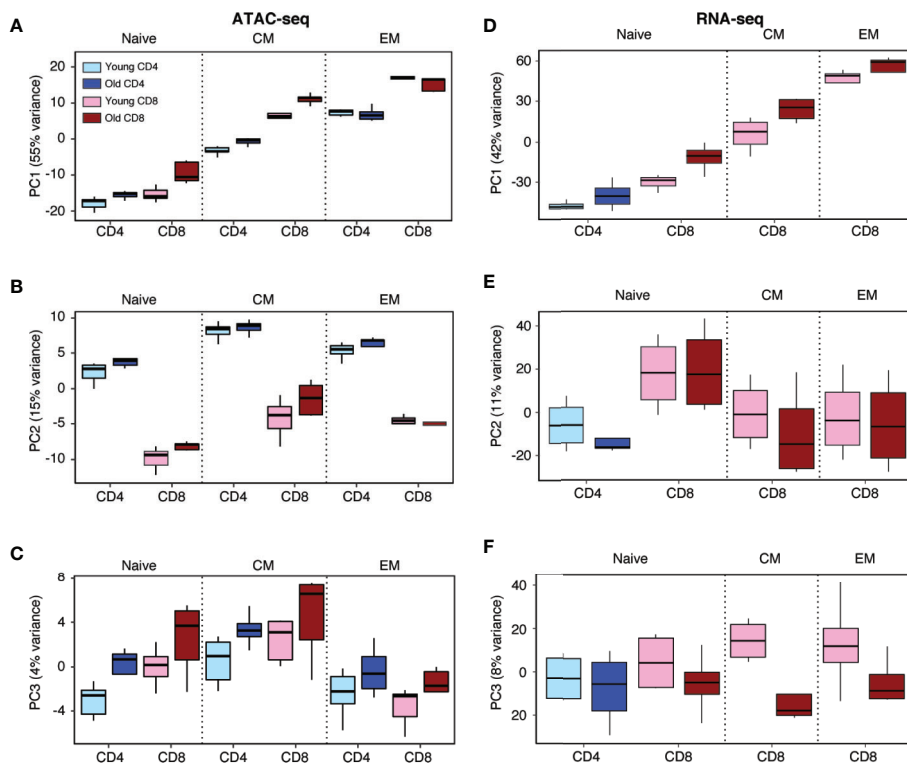 ATAC-seq
A
Naive CM EM
PC1 (55% variance)
20
10
0
-10
-20
Young CD4
Old CD4
Young CD8
Old CD8
CD4 CD8 CD4 CD8 CD4 CD8
B
Naive CM EM
PC2 (15% variance)
10
5
0
-5
-10
CD4 CD8 CD4 CD8 CD4 CD8
C
Naive CM EM
PC3 (4% variance)
8
4
0
-4
CD4 CD8 CD4 CD8 CD4 CD8
RNA-seq
D
Naive CM EM
PC1 (42% variance)
60
30
0
-30
CD4 CD8 CD8 CD8
E
Naive CM EM
PC2 (11% variance)
40
20
0
-20
CD4 CD8 CD8 CD8
F
Naive CM EM
PC3 (8% variance)
40
20
0
20
CD4 CD8 CD8 CD8